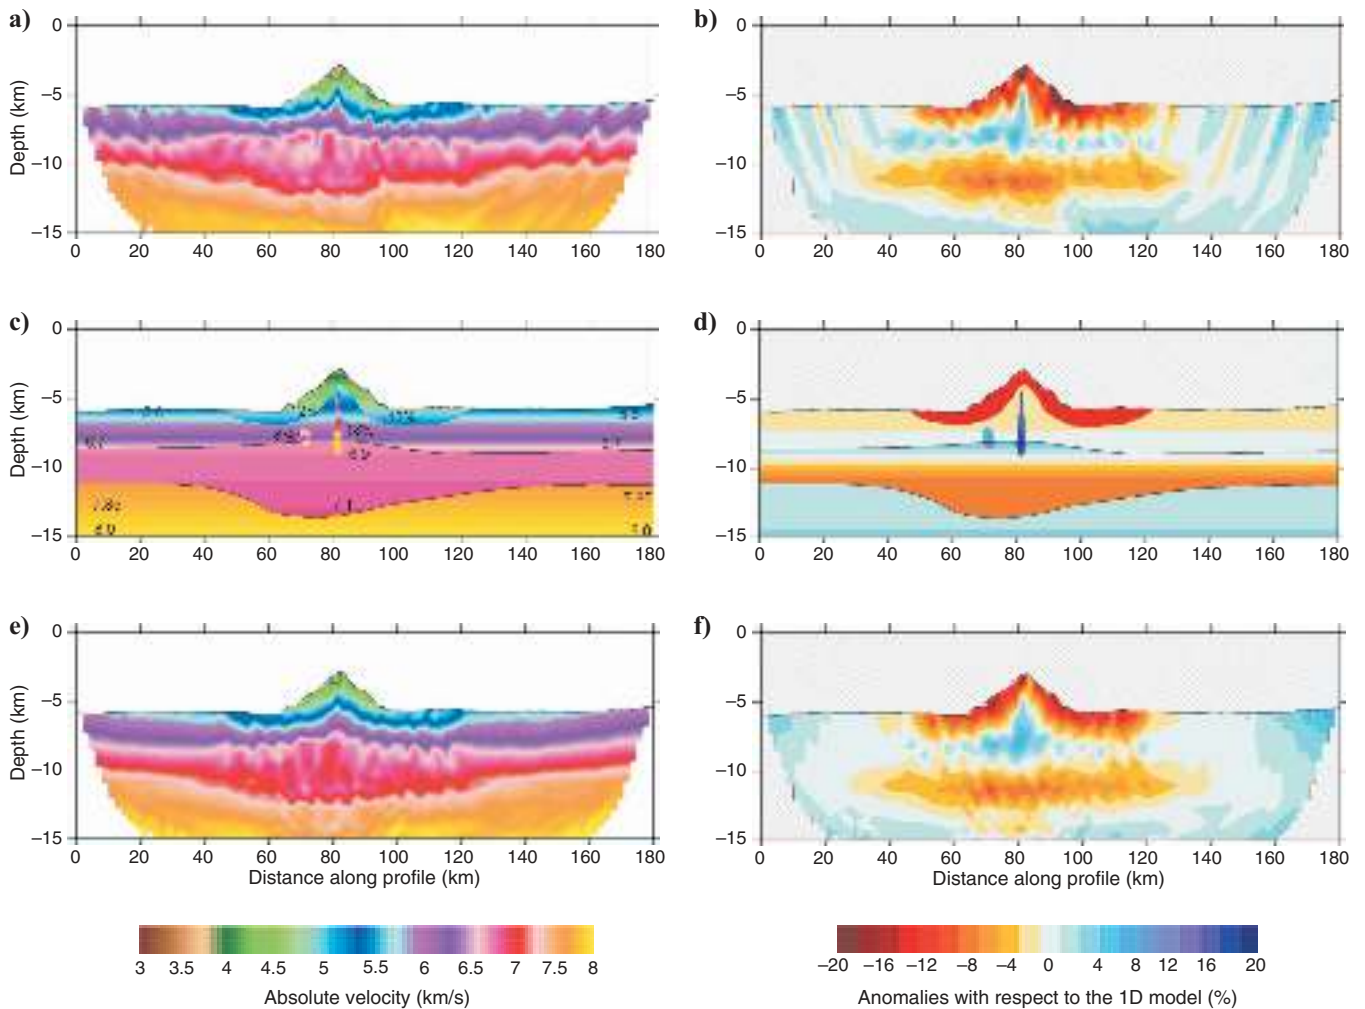 a)
0
−5
−10
−15
Depth (km)
0 20 40 60 80 100 120 140 160 180
b)
0
−5
−10
−15
0 20 40 60 80 100 120 140 160 180
c)
0
−5
−10
−15
Depth (km)
0 20 40 60 80 100 120 140 160 180
d)
0
−5
−10
−15
0 20 40 60 80 100 120 140 160 180
e)
0
−5
−10
−15
Depth (km)
0 20 40 60 80 100 120 140 160 180
Distance along profile (km)
f)
0
−5
−10
−15
0 20 40 60 80 100 120 140 160 180
Distance along profile (km)
3 3.5 4 4.5 5 5.5 6 6.5 7 7.5 8
Absolute velocity (km/s)
−20 −16 −12 −8 −4 0 4 8 12 16 20
Anomalies with respect to the 1D model (%)